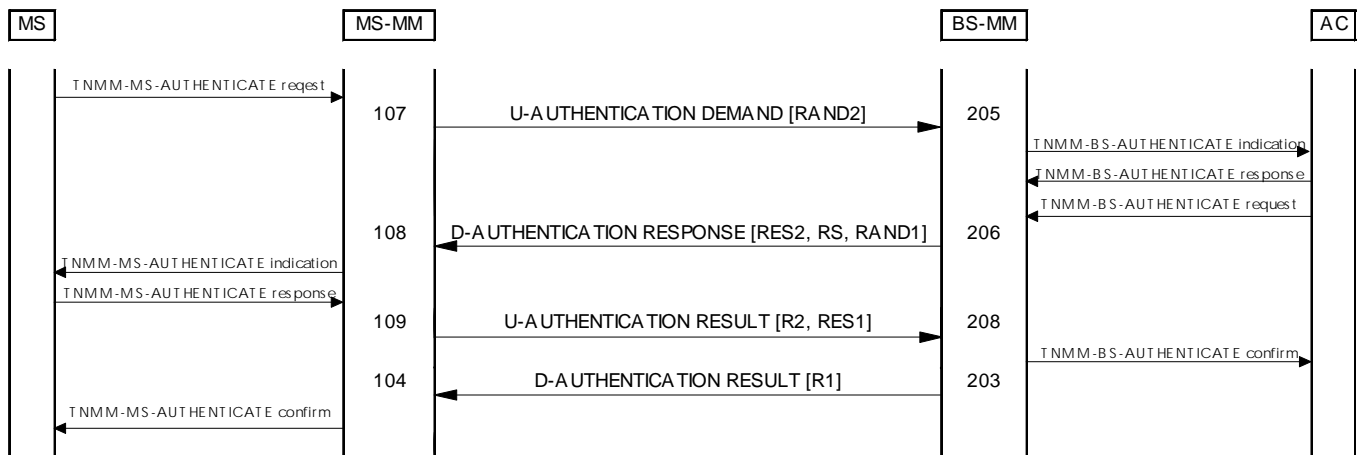 MS MS-MM BS-MM AC
TNMM-MS-AUTHENTICATE reqest
107 U-AUTHENTICATION DEMAND [RAND2] 205
TNMM-BS-AUTHENTICATE indication
TNMM-BS-AUTHENTICATE response
TNMM-BS-AUTHENTICATE request
108 D-AUTHENTICATION RESPONSE [RES2, RS, RAND1] 206
TNMM-MS-AUTHENTICATE indication
TNMM-MS-AUTHENTICATE response
109 U-AUTHENTICATION RESULT [R2, RES1] 208
TNMM-BS-AUTHENTICATE confirm
104 D-AUTHENTICATION RESULT [R1] 203
TNMM-MS-AUTHENTICATE confirm